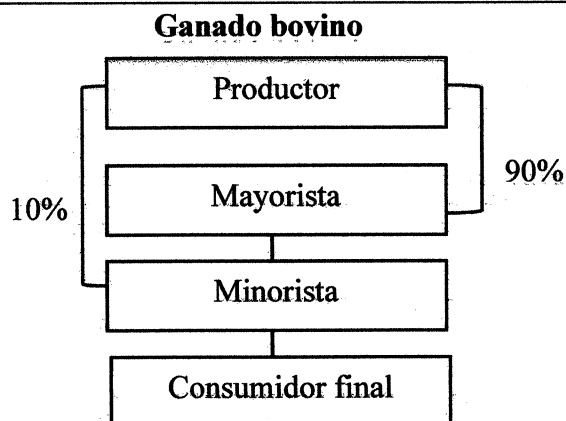 Ganado bovino
Productor
90%
Mayorista
10%
Minorista
Consumidor final